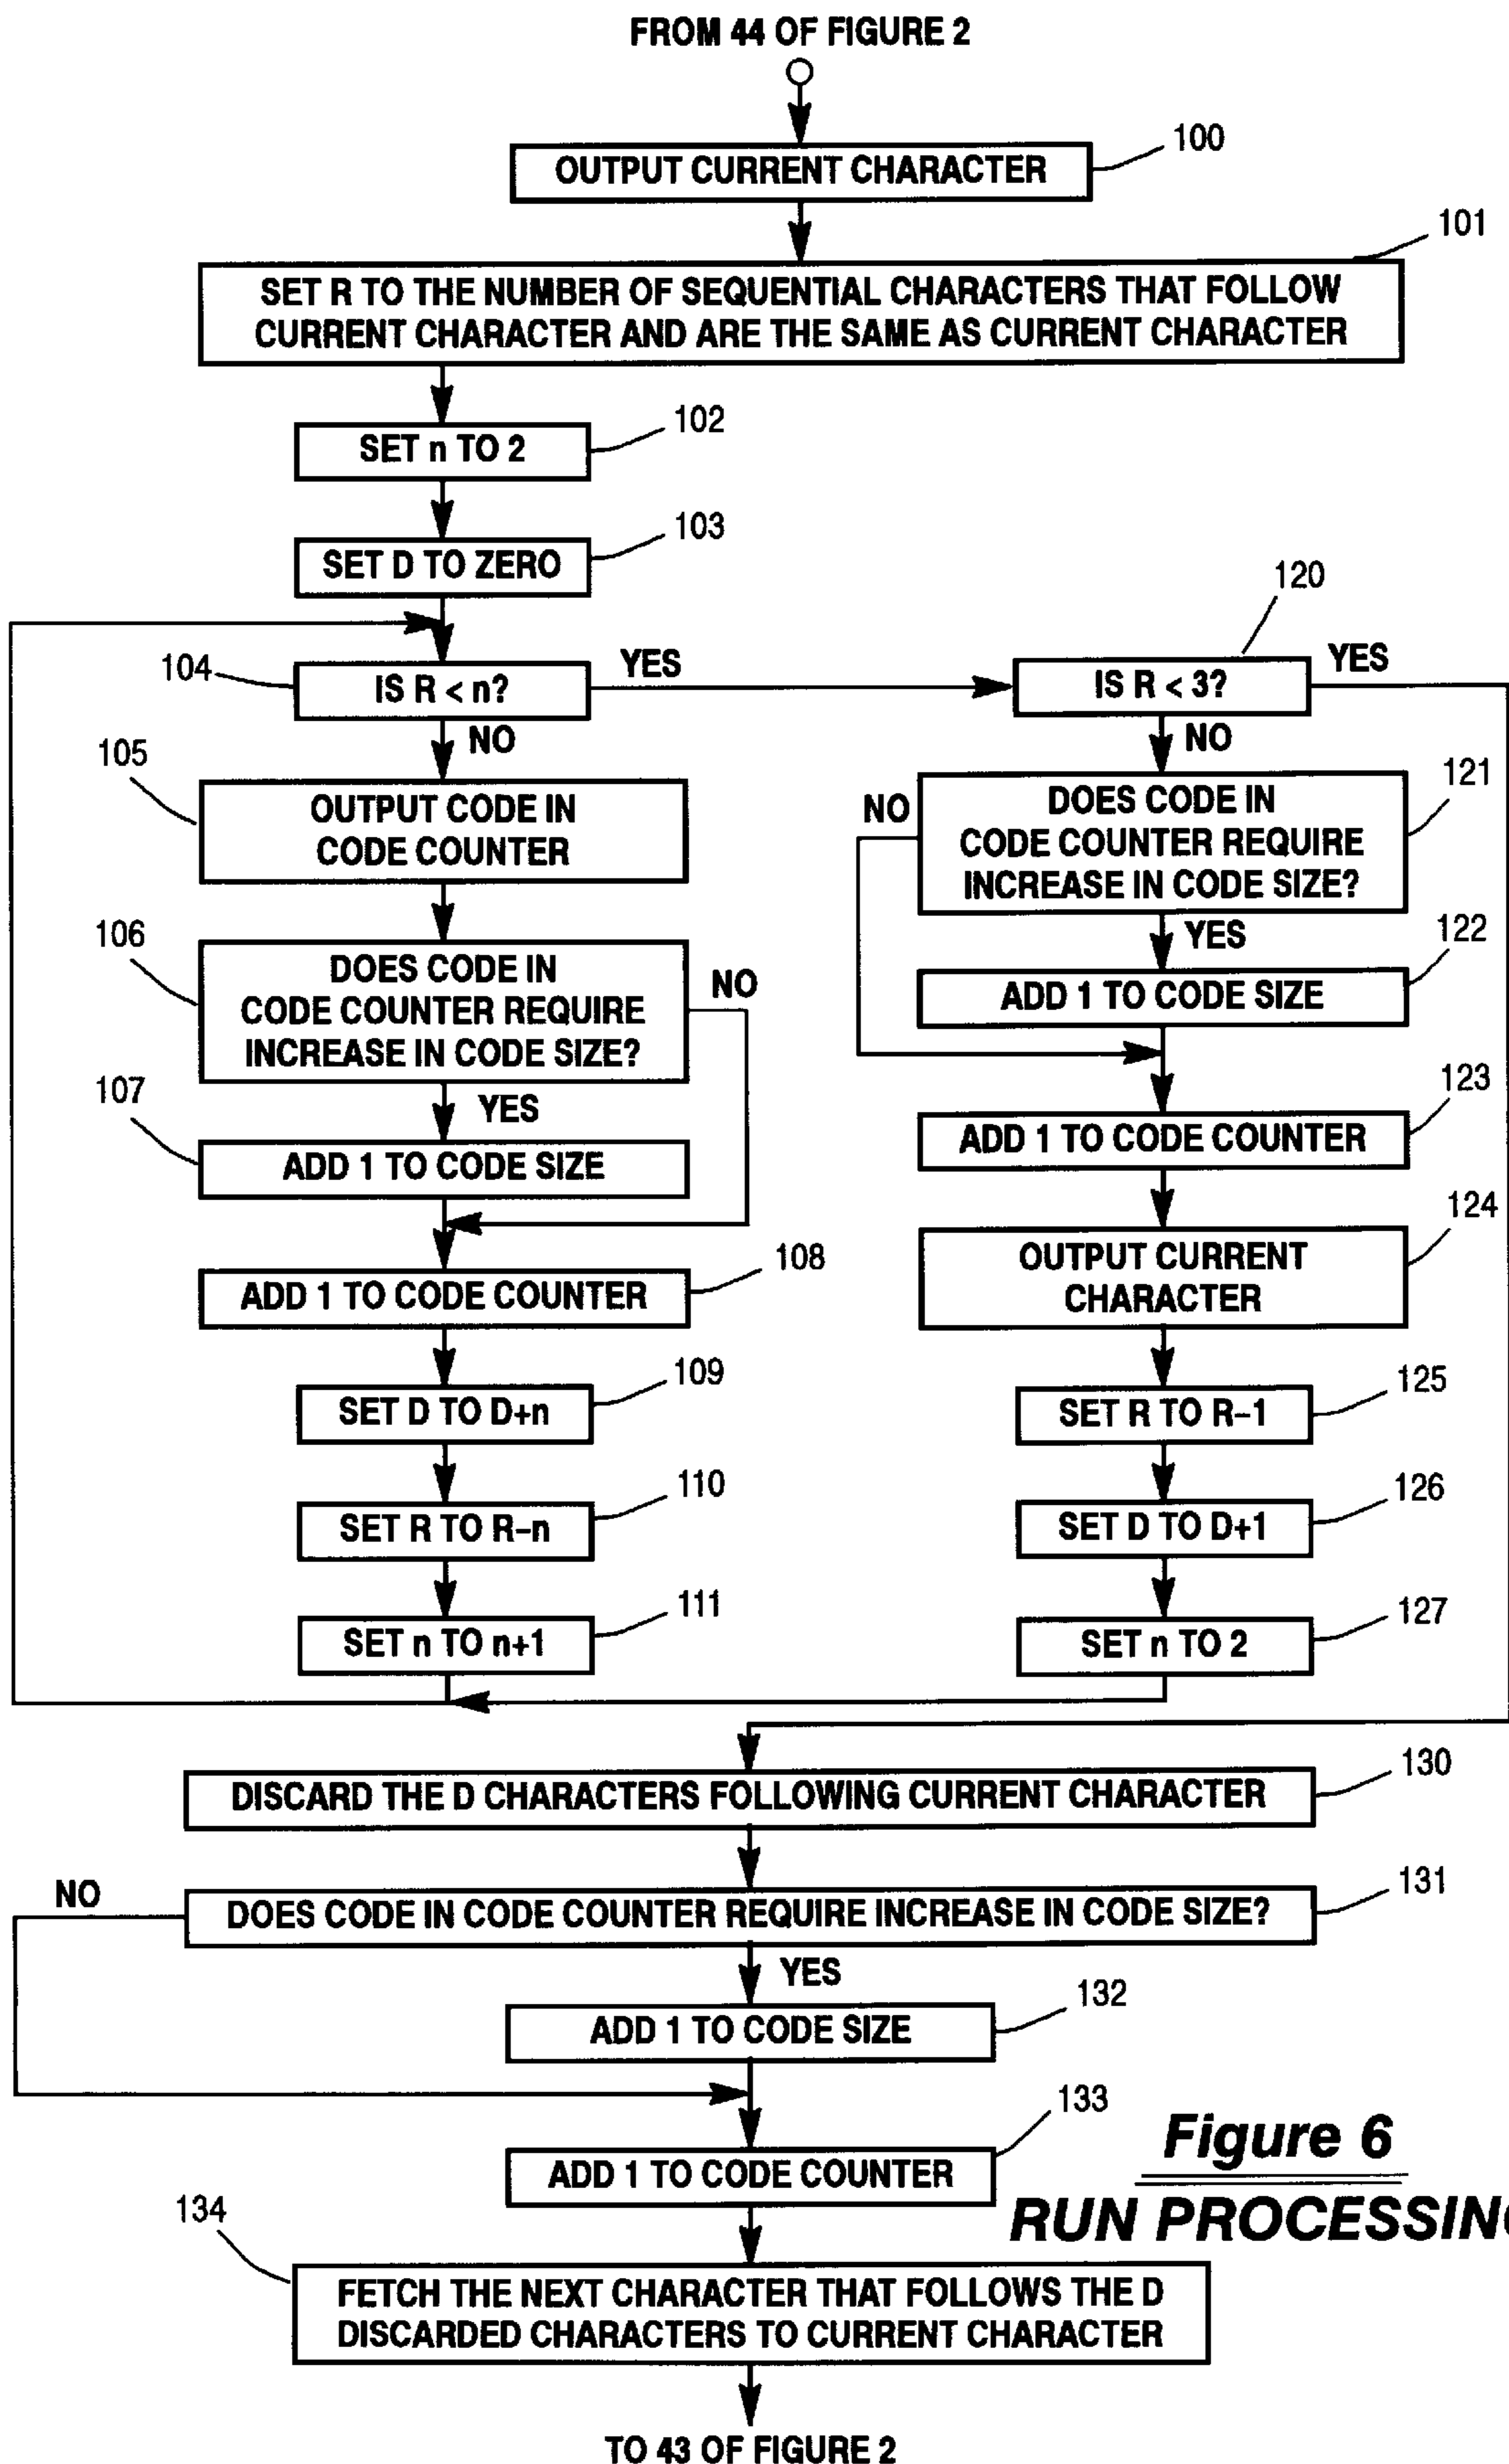 FROM 44 OF FIGURE 2
OUTPUT CURRENT CHARACTER
100
101
SET R TO THE NUMBER OF SEQUENTIAL CHARACTERS THAT FOLLOW
CURRENT CHARACTER AND ARE THE SAME AS CURRENT CHARACTER
SET n TO 2
102
SET D TO ZERO
103
104
IS R < n?
YES
NO
105
OUTPUT CODE IN
CODE COUNTER
106
DOES CODE IN
CODE COUNTER REQUIRE
INCREASE IN CODE SIZE?
NO
YES
107
ADD 1 TO CODE SIZE
ADD 1 TO CODE COUNTER
108
SET D TO D+n
109
SET R TO R–n
110
SET n TO n+1
111
120
IS R < 3?
YES
NO
121
DOES CODE IN
CODE COUNTER REQUIRE
INCREASE IN CODE SIZE?
NO
YES
122
ADD 1 TO CODE SIZE
123
ADD 1 TO CODE COUNTER
124
OUTPUT CURRENT
CHARACTER
125
SET R TO R–1
126
SET D TO D+1
127
SET n TO 2
130
DISCARD THE D CHARACTERS FOLLOWING CURRENT CHARACTER
131
NO
DOES CODE IN CODE COUNTER REQUIRE INCREASE IN CODE SIZE?
YES
132
ADD 1 TO CODE SIZE
133
ADD 1 TO CODE COUNTER
134
FETCH THE NEXT CHARACTER THAT FOLLOWS THE D
DISCARDED CHARACTERS TO CURRENT CHARACTER
TO 43 OF FIGURE 2
Figure 6
RUN PROCESSING